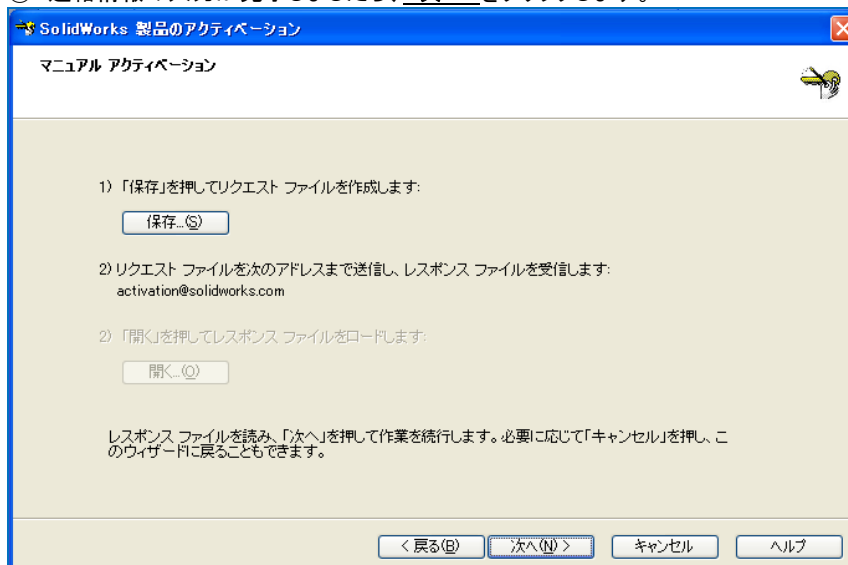 SolidWorks 製品のアクティベーション
マニュアル アクティベーション
1) 「保存」を押してリクエスト ファイルを作成します:
保存...(S)
2) リクエスト ファイルを次のアドレスまで送信し、レスポンス ファイルを受信します:
activation@solidworks.com
2) 「開く」を押してレスポンス ファイルをロードします:
開く...(O)
レスポンス ファイルを読み、「次へ」を押して作業を続行します。必要に応じて「キャンセル」を押し、こ
のウィザードに戻ることもできます。
< 戻る(B) 次へ(N) > キャンセル ヘルプ